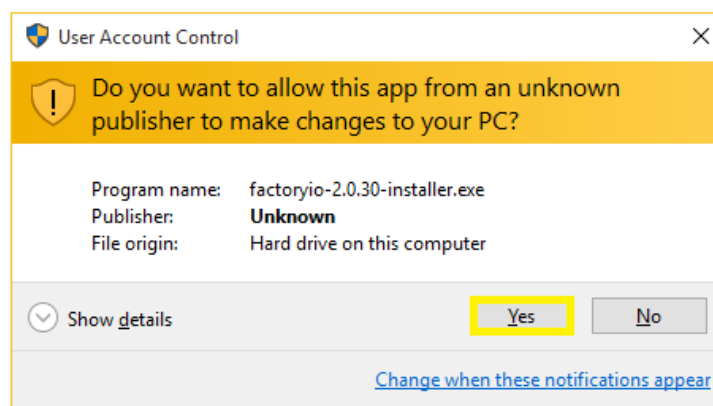 User Account Control
Do you want to allow this app from an unknown
publisher to make changes to your PC?
Program name: factoryio-2.0.30-installer.exe
Publisher: Unknown
File origin: Hard drive on this computer
Show details Yes No
Change when these notifications appear